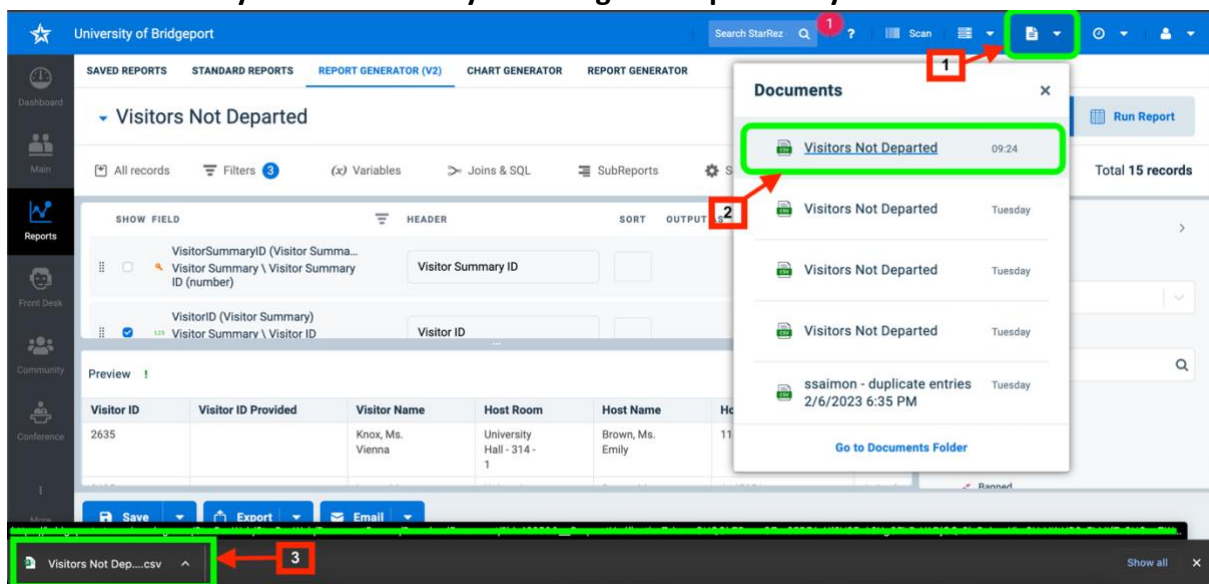 University of Bridgeport
Search StarRez
1
?
Scan
1
Dashboard
Main
Reports
Front Desk
Community
Conference
More
SAVED REPORTS STANDARD REPORTS REPORT GENERATOR (V2) CHART GENERATOR REPORT GENERATOR
Visitors Not Departed
Run Report
All records Filters 3 (x) Variables Joins & SQL SubReports
Total 15 records
SHOW FIELD HEADER SORT OUTPUT AS
VisitorSummaryID (Visitor Summa...
Visitor Summary \ Visitor Summary
ID (number)
Visitor Summary ID
VisitorID (Visitor Summary)
123 Visitor Summary \ Visitor ID
Visitor ID
Preview !
Visitor ID Visitor ID Provided Visitor Name Host Room Host Name
2635 Knox, Ms. University Brown, Ms.
Vienna Hall - 314 - Emily
1
Banned
Documents
Visitors Not Departed 09:24
2
Visitors Not Departed Tuesday
Visitors Not Departed Tuesday
Visitors Not Departed Tuesday
ssaimon - duplicate entries Tuesday
2/6/2023 6:35 PM
Go to Documents Folder
Save Export Email
Visitors Not Dep....csv
3
Show all